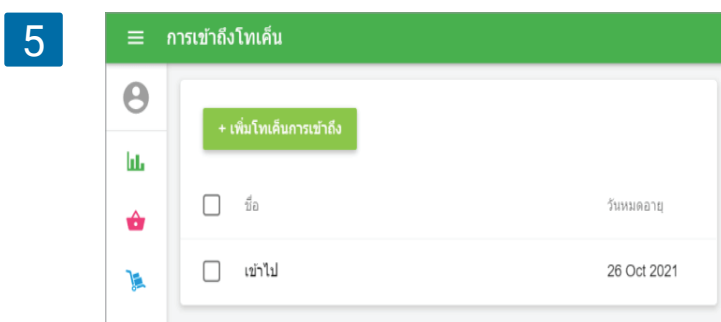 5
การเข้าถึงโทเค็น
+ เพิ่มโทเค็นการเข้าถึง
ชื่อ วันหมดอายุ
เข้าไป 26 Oct 2021